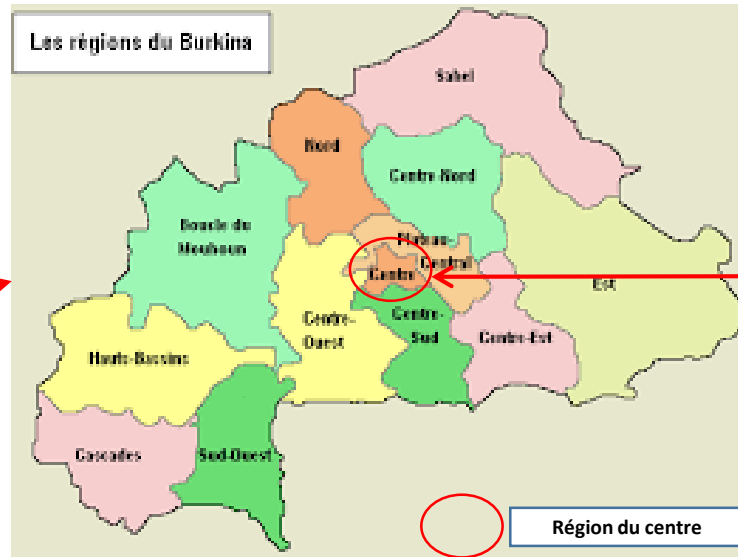 Les régions du Burkina
Sahel
Nord
Centre-Nord
Boucle du
Mouhoun
Plateau-
Central
Centre
Est
Centre-
Ouest
Centre-
Sud
Centre-Est
Hauts-Bassins
Cascades
Sud-Ouest
Région du centre